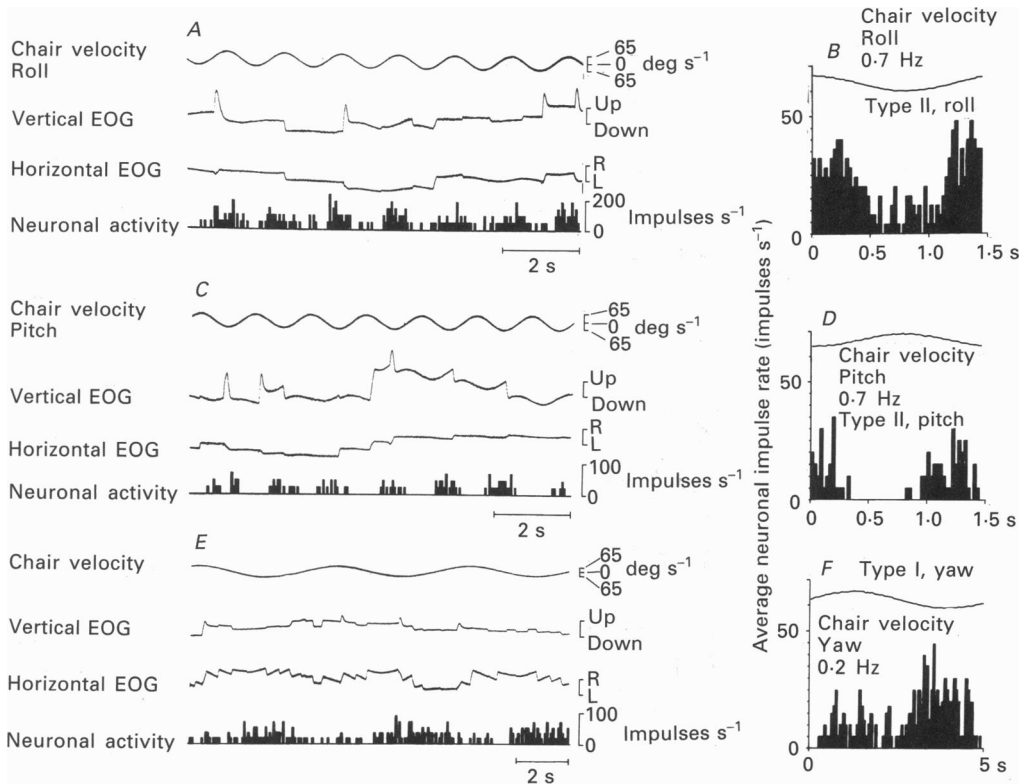 A
Chair velocity
Roll
65
0 deg s⁻¹
65
Vertical EOG
Up
Down
Horizontal EOG
R
L
Neuronal activity
200
0
Impulses s⁻¹
2 s
B
Chair velocity
Roll
0·7 Hz
Type II, roll
50
0
0 0·5 1·0 1·5 s
C
Chair velocity
Pitch
65
0 deg s⁻¹
65
Vertical EOG
Up
Down
Horizontal EOG
R
L
Neuronal activity
100
0
Impulses s⁻¹
2 s
D
Chair velocity
Pitch
0·7 Hz
Type II, pitch
50
0
0 0·5 1·0 1·5 s
E
Chair velocity
65
0 deg s⁻¹
65
Vertical EOG
Up
Down
Horizontal EOG
R
L
Neuronal activity
100
0
Impulses s⁻¹
2 s
F Type I, yaw
Chair velocity
Yaw
0·2 Hz
50
0
0 5 s
Average neuronal impulse rate (impulses s⁻¹)